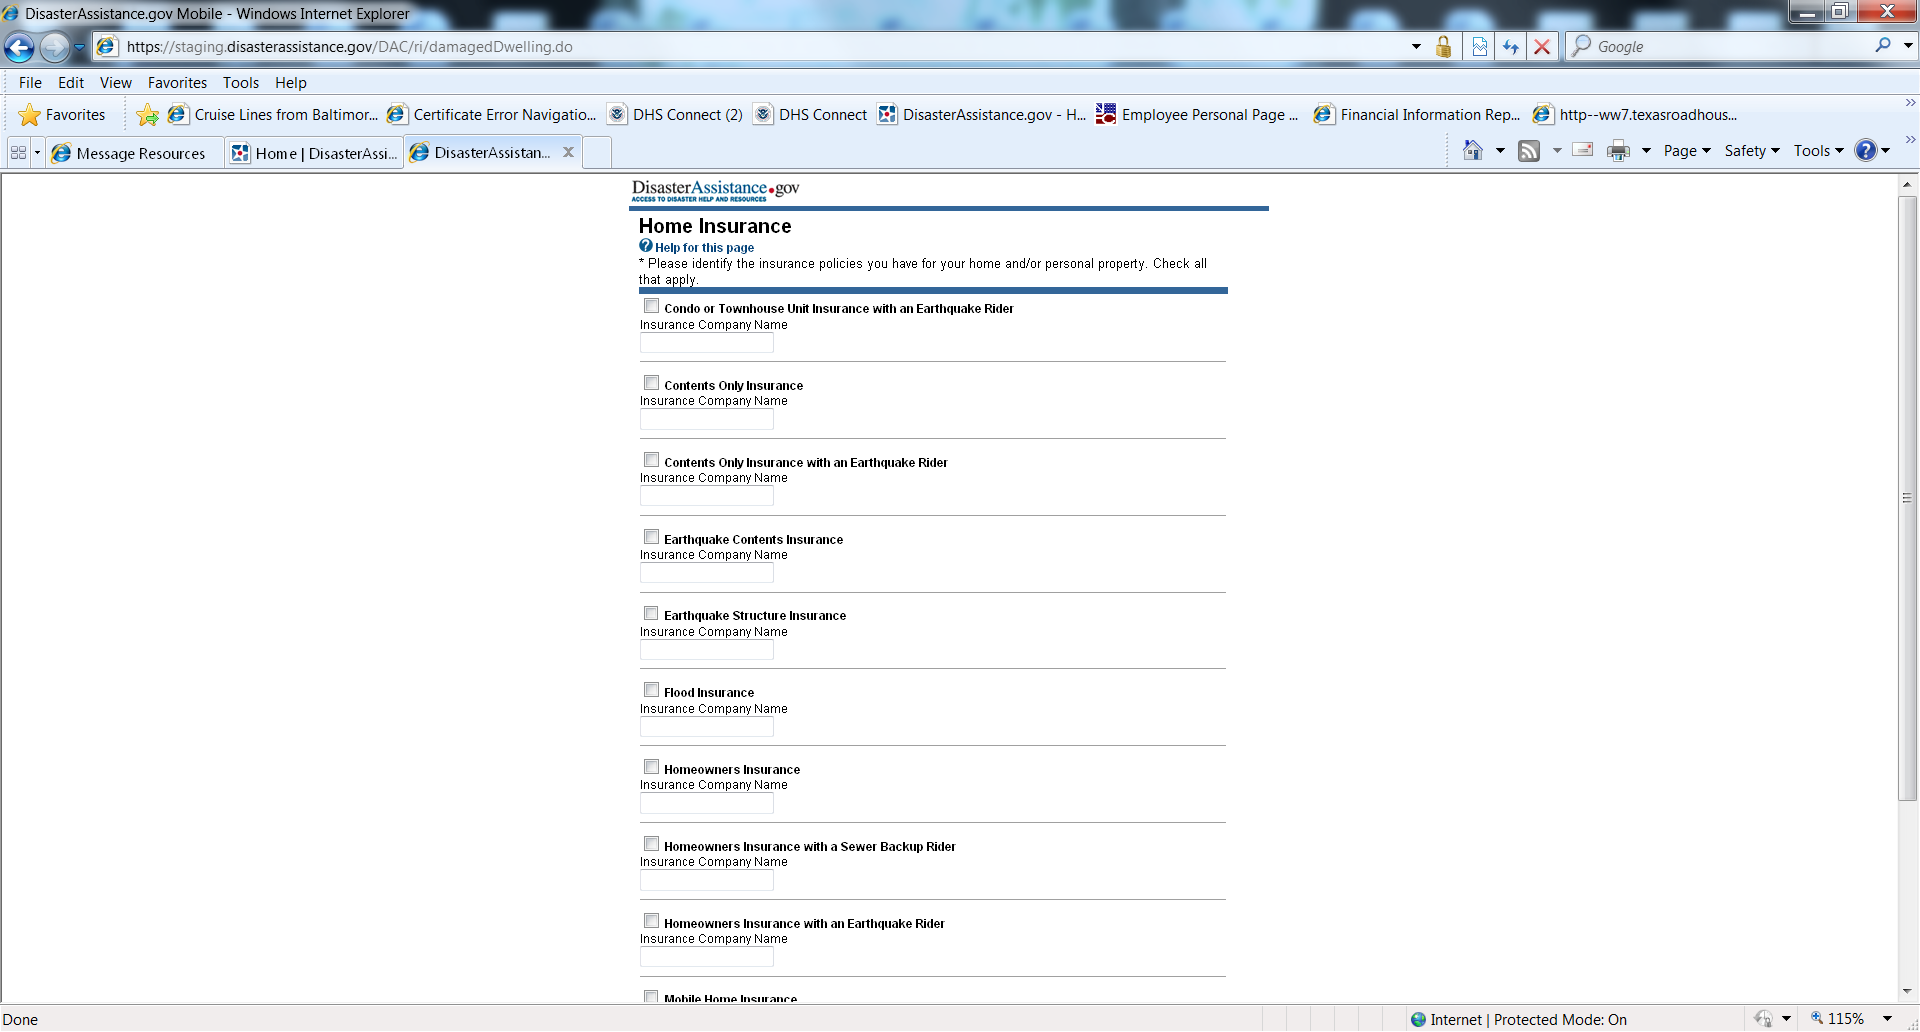 DisasterAssistance.gov Mobile - Windows Internet Explorer
https://staging.disasterassistance.gov/DAC/ri/damagedDwelling.do
Google
File Edit View Favorites Tools Help
Favorites Cruise Lines from Baltimor... Certificate Error Navigatio... DHS Connect (2) DHS Connect DisasterAssistance.gov - H... Employee Personal Page ... Financial Information Rep... http--ww7.texasroadhous...
Message Resources Home | DisasterAssi... DisasterAssistan... Page Safety Tools
DisasterAssistance.gov
ACCESS TO DISASTER HELP AND RESOURCES
Home Insurance
Help for this page
* Please identify the insurance policies you have for your home and/or personal property. Check all
that apply.
Condo or Townhouse Unit Insurance with an Earthquake Rider
Insurance Company Name
Contents Only Insurance
Insurance Company Name
Contents Only Insurance with an Earthquake Rider
Insurance Company Name
Earthquake Contents Insurance
Insurance Company Name
Earthquake Structure Insurance
Insurance Company Name
Flood Insurance
Insurance Company Name
Homeowners Insurance
Insurance Company Name
Homeowners Insurance with a Sewer Backup Rider
Insurance Company Name
Homeowners Insurance with an Earthquake Rider
Insurance Company Name
Mobile Home Insurance
Done
Internet | Protected Mode: On
115%